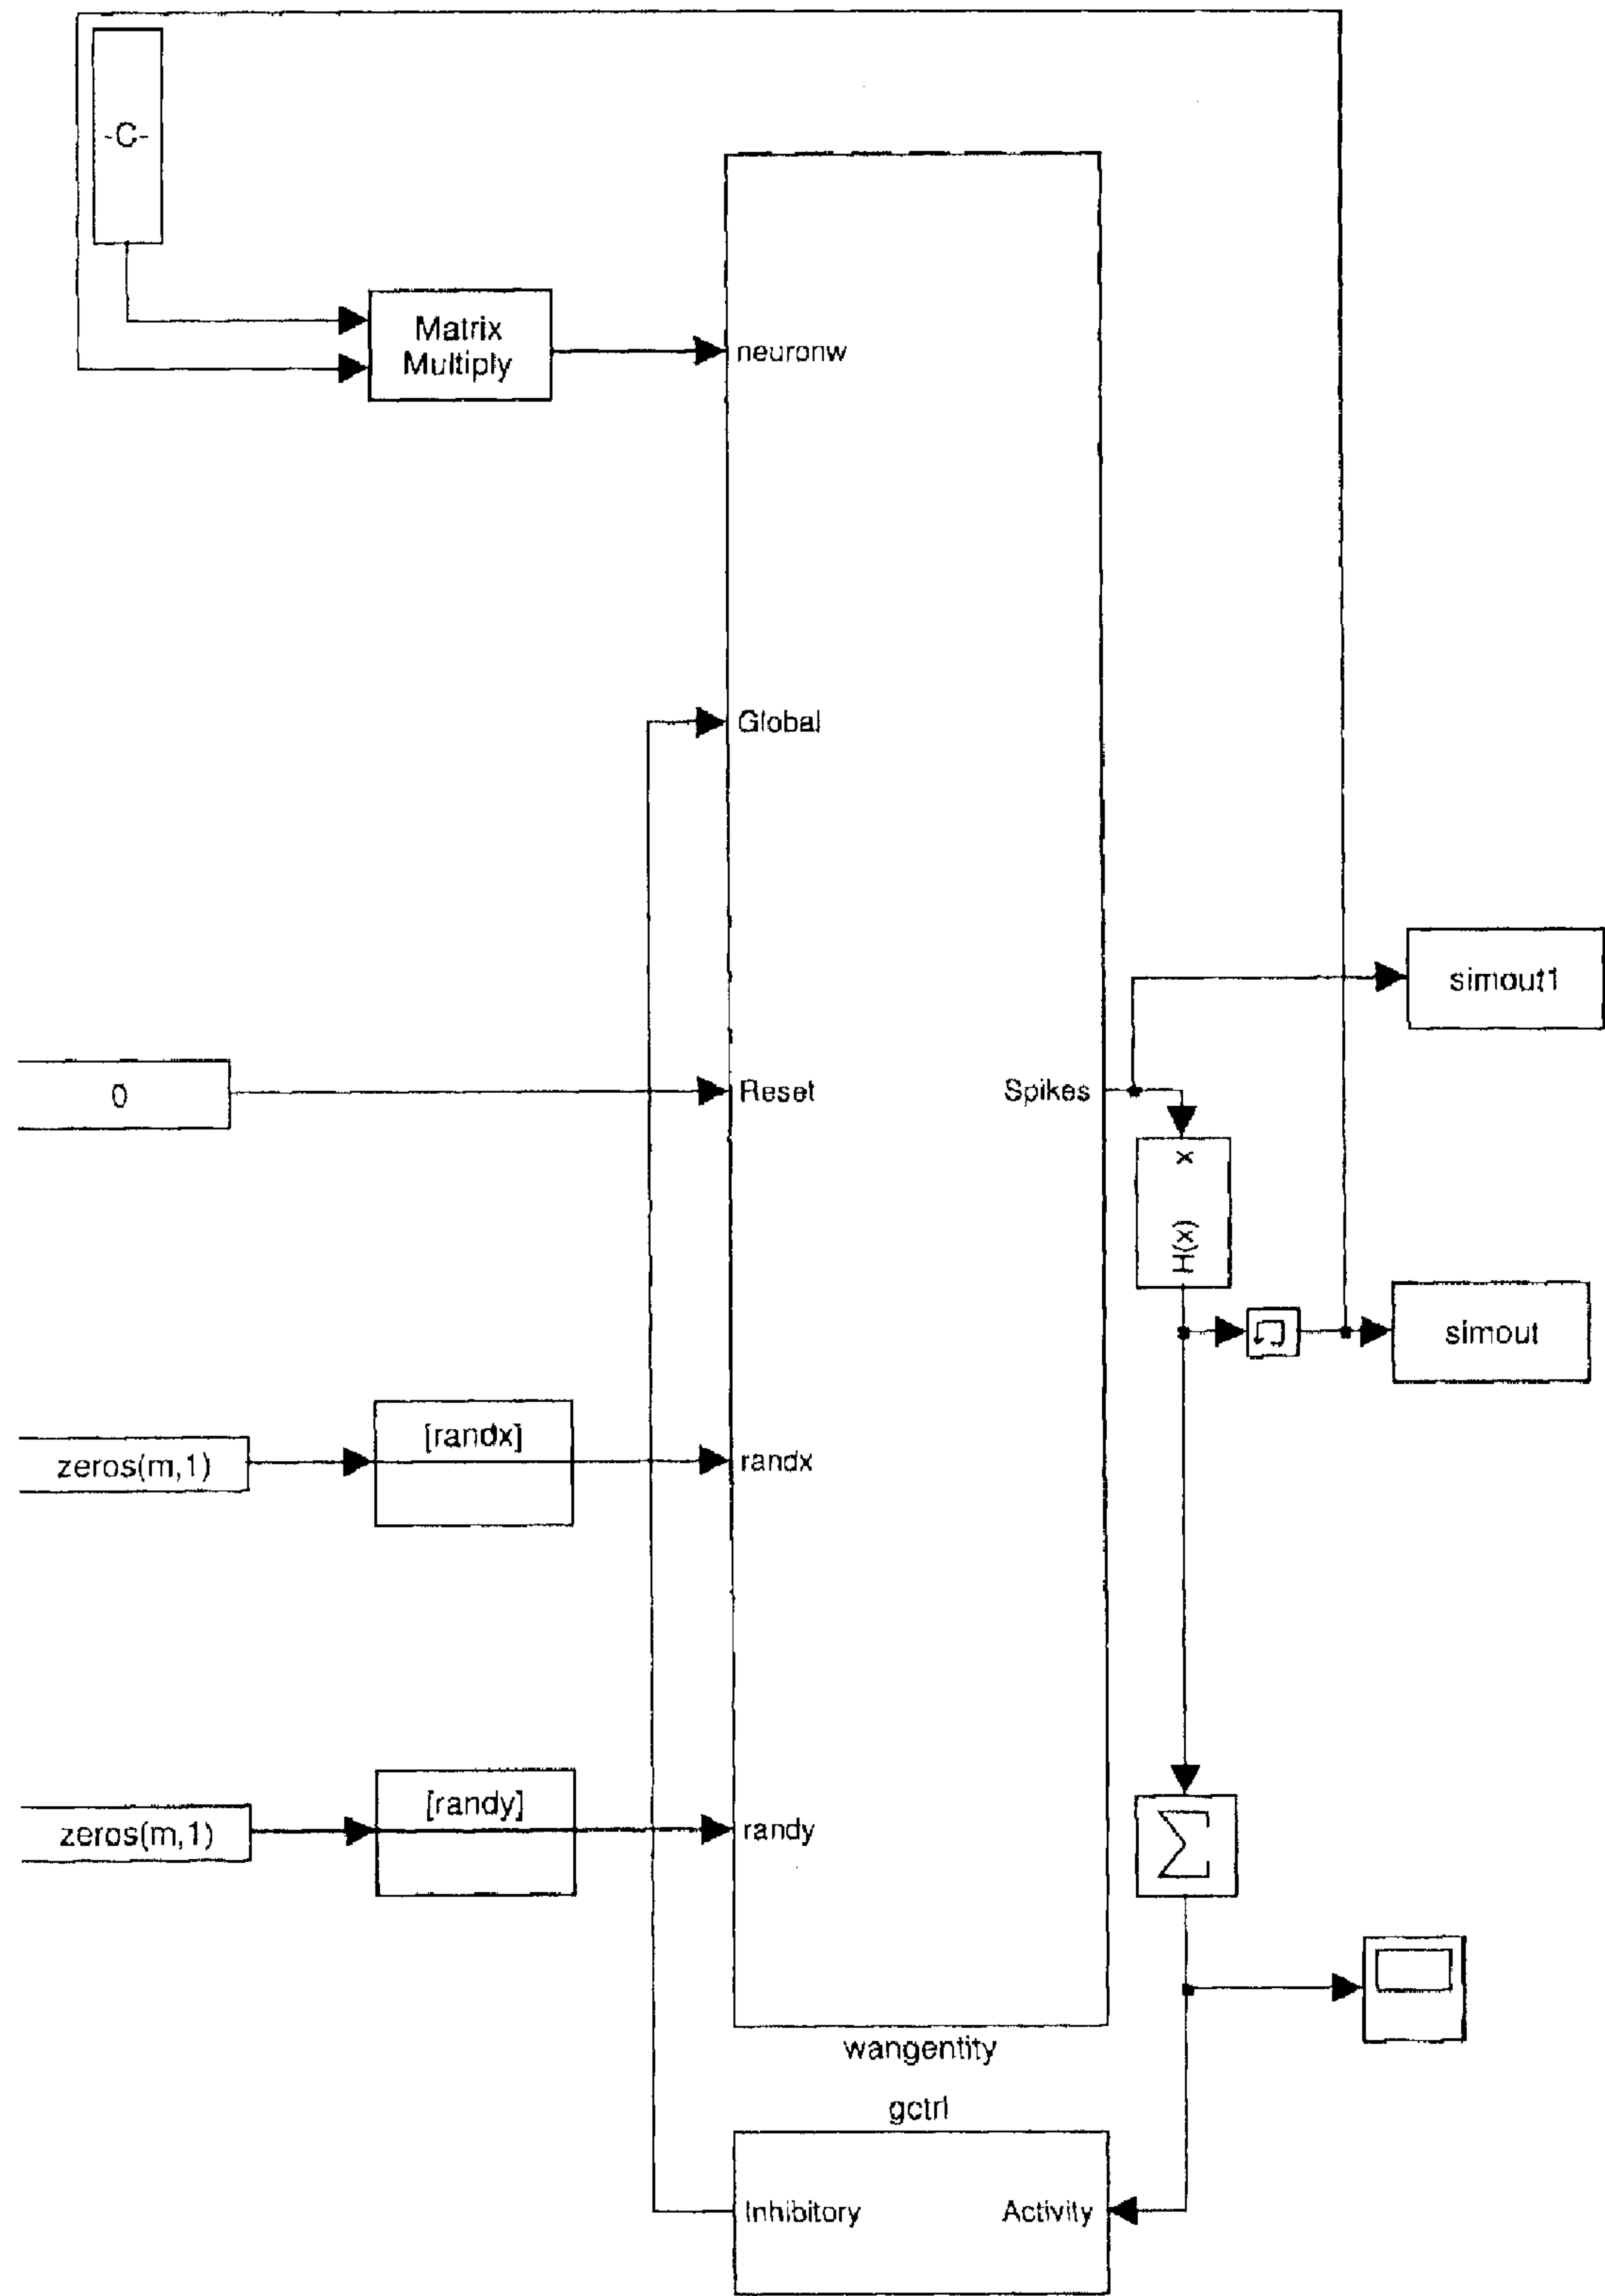 -C-
Matrix
Multiply
neuronw
Global
simout1
0
Reset
Spikes
x
H(x)
simout
[randx]
zeros(m,1)
randx
[randy]
zeros(m,1)
randy
Σ
wangentity
gctrl
Inhibitory
Activity